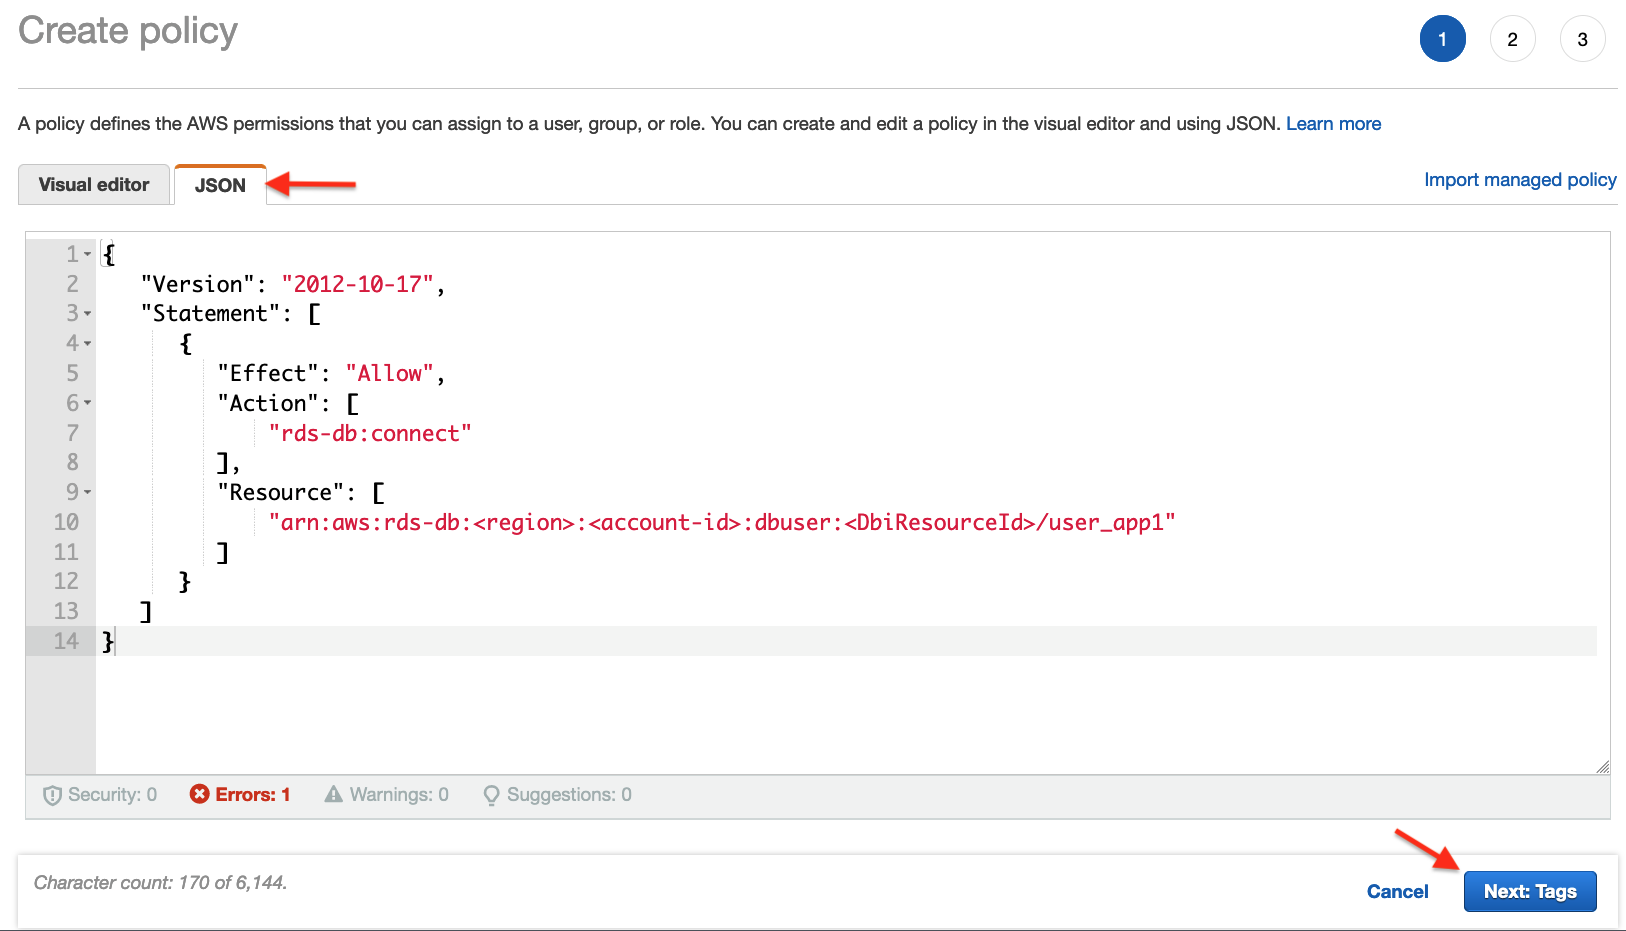 Create policy
1 2 3
A policy defines the AWS permissions that you can assign to a user, group, or role. You can create and edit a policy in the visual editor and using JSON. Learn more
Visual editor JSON Import managed policy
1 {
2 "Version": "2012-10-17",
3 "Statement": [
4 {
5 "Effect": "Allow",
6 "Action": [
7 "rds-db:connect"
8 ],
9 "Resource": [
10 "arn:aws:rds-db:<region>:<account-id>:dbuser:<DbiResourceId>/user_app1"
11 ]
12 }
13 ]
14 }
Security: 0 Errors: 1 Warnings: 0 Suggestions: 0
Character count: 170 of 6,144.
Cancel Next: Tags